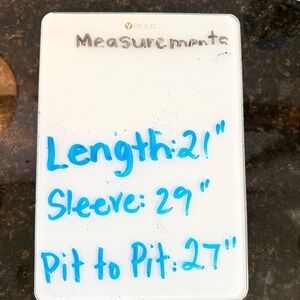 Measurements
Length: 21"
Sleeve: 29"
Pit to Pit: 27"